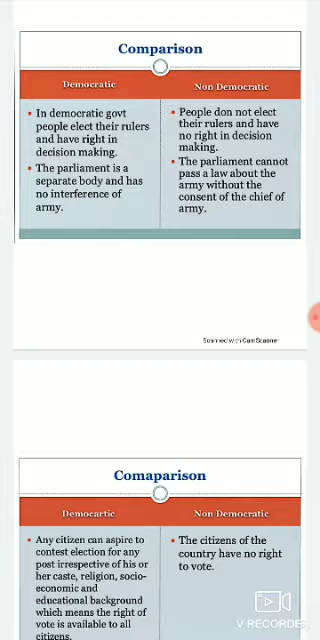 Comparison
Democratic
Non Democratic
• In democratic govt
people elect their rulers
and have right in
decision making.
• The parliament is a
separate body and has
no interference of
army.
• People don not elect
their rulers and have
no right in decision
making.
• The parliament cannot
pass a law about the
army without the
consent of the chief of
army.
Scanned with CamScanner
Comaparison
Democartic
Non Democratic
• Any citizen can aspire to
contest election for any
post irrespective of his or
her caste, religion, socio-
economic and
educational background
which means the right of
vote is available to all
citizens.
• The citizens of the
country have no right
to vote.
V RECORDER